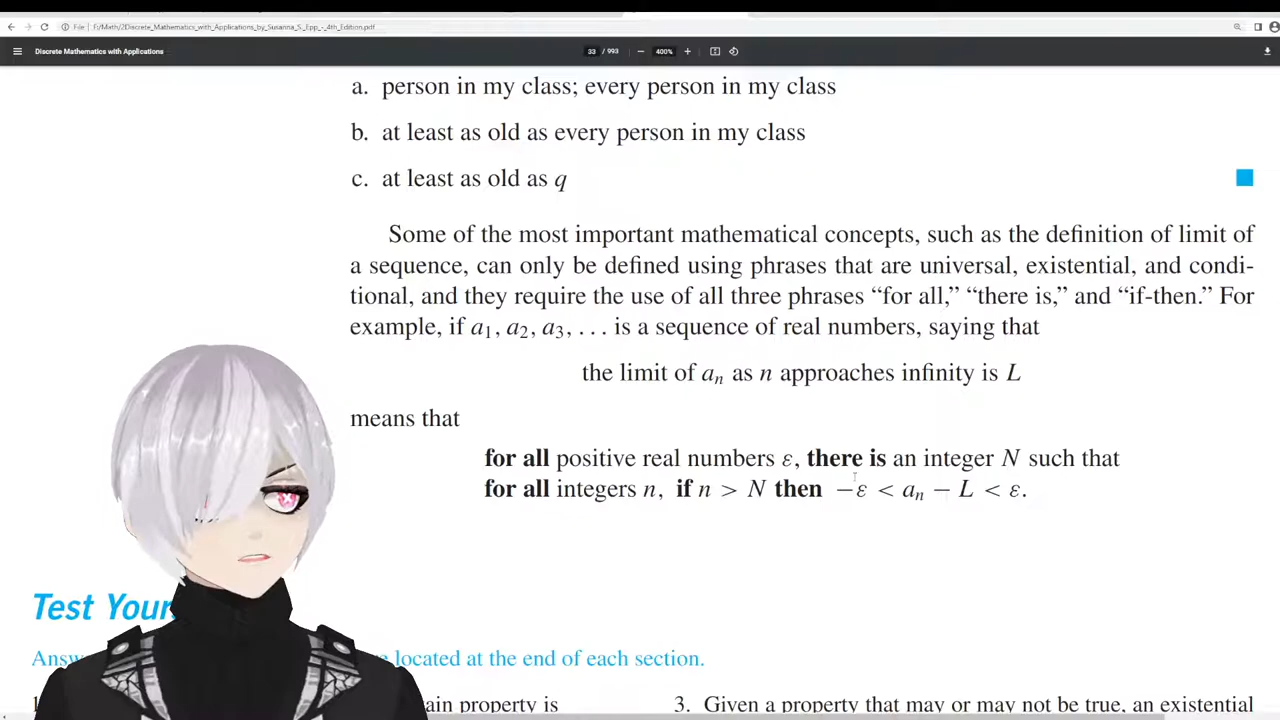 File
F:/Math/2Discrete_Mathematics_with_Applications_by_Susanna_S._Epp_-_4th_Edition.pdf
Discrete Mathematics with Applications
33 / 993
400%
a. person in my class; every person in my class
b. at least as old as every person in my class
c. at least as old as q
Some of the most important mathematical concepts, such as the definition of limit of
a sequence, can only be defined using phrases that are universal, existential, and condi-
tional, and they require the use of all three phrases “for all,” “there is,” and “if-then.” For
example, if a₁, a₂, a₃, . . . is a sequence of real numbers, saying that
the limit of aₙ as n approaches infinity is L
means that
for all positive real numbers ε, there is an integer N such that
for all integers n, if n > N then −ε < aₙ − L < ε.
Test
located at the end of each section.
property is
3. Given a property that may or may not be true, an existential